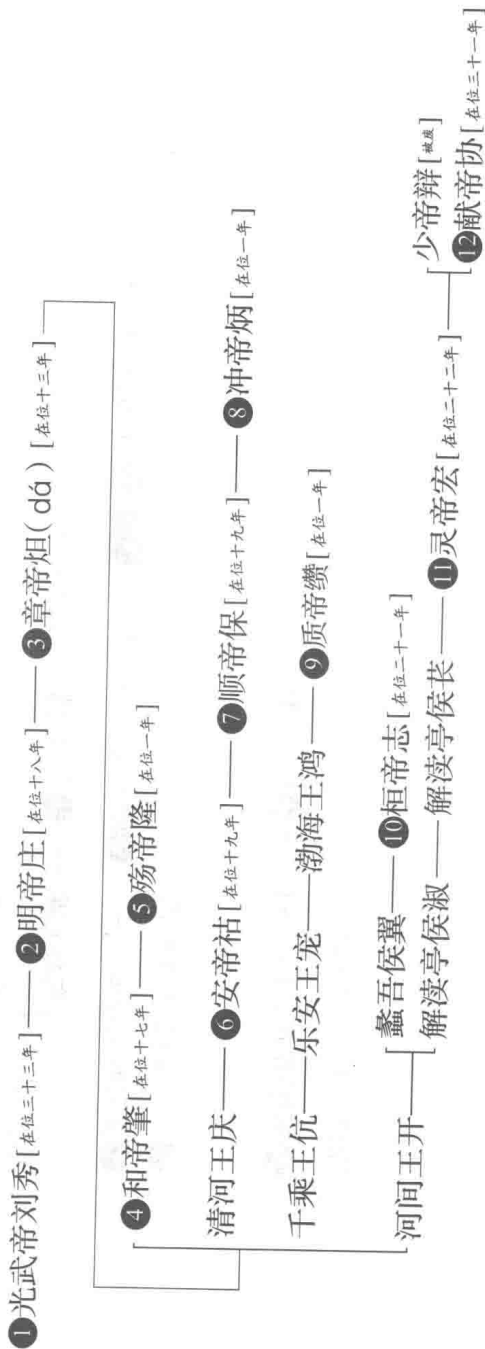 ❶光武帝刘秀[在位三十三年]——❷明帝庄[在位十八年]——❸章帝炟(dá)[在位十三年]
❹和帝肇[在位十七年]——❺殇帝隆[在位一年]
清河王庆——❻安帝祜[在位十九年]——❼顺帝保[在位十九年]——❽冲帝炳[在位一年]
千乘王伉——乐安王宠——渤海王鸿——❾质帝缵[在位一年]
河间王开
蠡吾侯翼——❿桓帝志[在位二十一年]
解渎亭侯淑——解渎亭侯苌——⓫灵帝宏[在位二十二年]
少帝辩[被废]
⓬献帝协[在位三十一年]